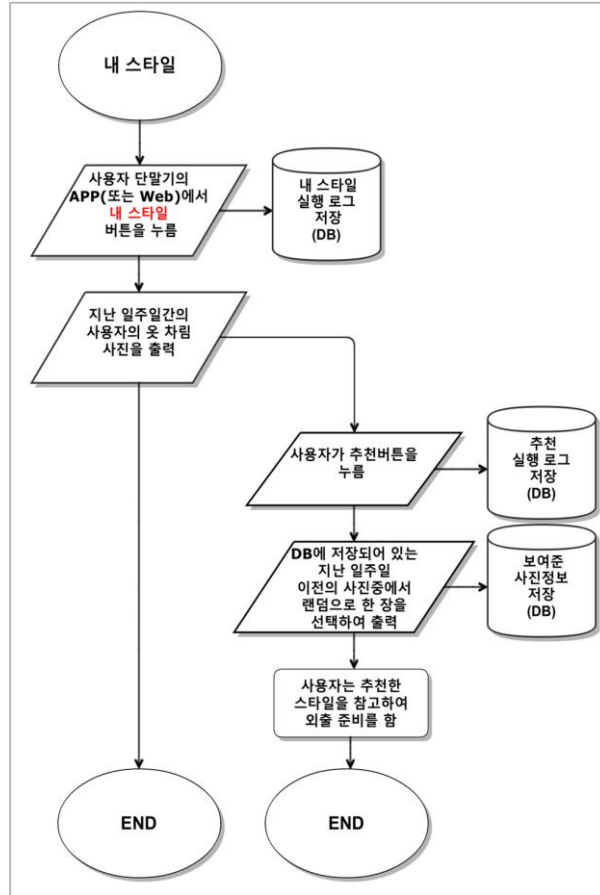 내 스타일
사용자 단말기의
APP(또는 Web)에서
내 스타일
버튼을 누름
내 스타일
실행 로그
저장
(DB)
지난 일주일간의
사용자의 옷 차림
사진을 출력
사용자가 추천버튼을
누름
추천
실행 로그
저장
(DB)
DB에 저장되어 있는
지난 일주일
이전의 사진중에서
랜덤으로 한 장을
선택하여 출력
보여준
사진정보
저장
(DB)
사용자는 추천한
스타일을 참고하여
외출 준비를 함
END
END